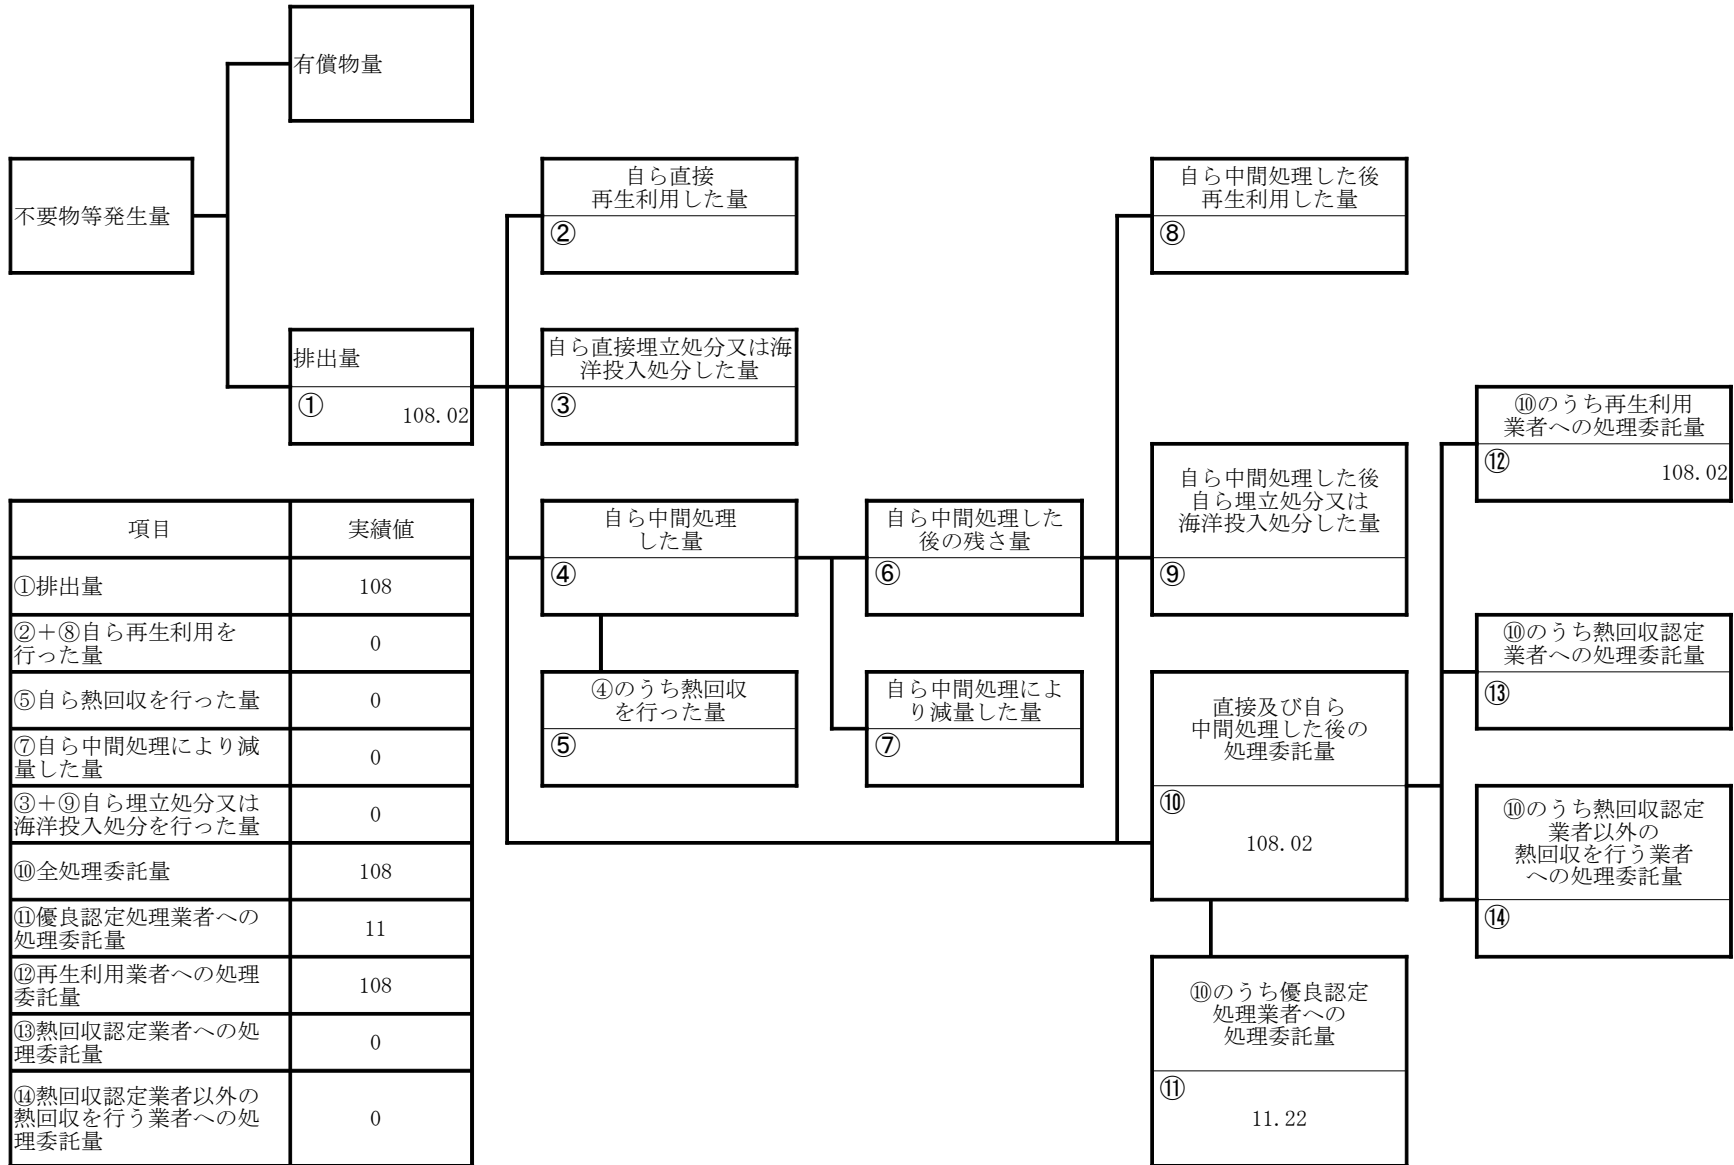 有償物量
不要物等発生量
自ら直接
再生利用した量
②
自ら中間処理した後
再生利用した量
⑧
排出量
①
108.02
自ら直接埋立処分又は海
洋投入処分した量
③
⑩のうち再生利用
業者への処理委託量
⑫
108.02
自ら中間処理
した量
④
自ら中間処理した
後の残さ量
⑥
自ら中間処理した後
自ら埋立処分又は
海洋投入処分した量
⑨
⑩のうち熱回収認定
業者への処理委託量
⑬
④のうち熱回収
を行った量
⑤
自ら中間処理によ
り減量した量
⑦
直接及び自ら
中間処理した後の
処理委託量
⑩
108.02
⑩のうち熱回収認定
業者以外の
熱回収を行う業者
への処理委託量
⑭
⑩のうち優良認定
処理業者への
処理委託量
⑪
11.22
項目 実績値
①排出量 108
②＋⑧自ら再生利用を
行った量 0
⑤自ら熱回収を行った量 0
⑦自ら中間処理により減
量した量 0
③＋⑨自ら埋立処分又は
海洋投入処分を行った量 0
⑩全処理委託量 108
⑪優良認定処理業者への
処理委託量 11
⑫再生利用業者への処理
委託量 108
⑬熱回収認定業者への処
理委託量 0
⑭熱回収認定業者以外の
熱回収を行う業者への処
理委託量 0